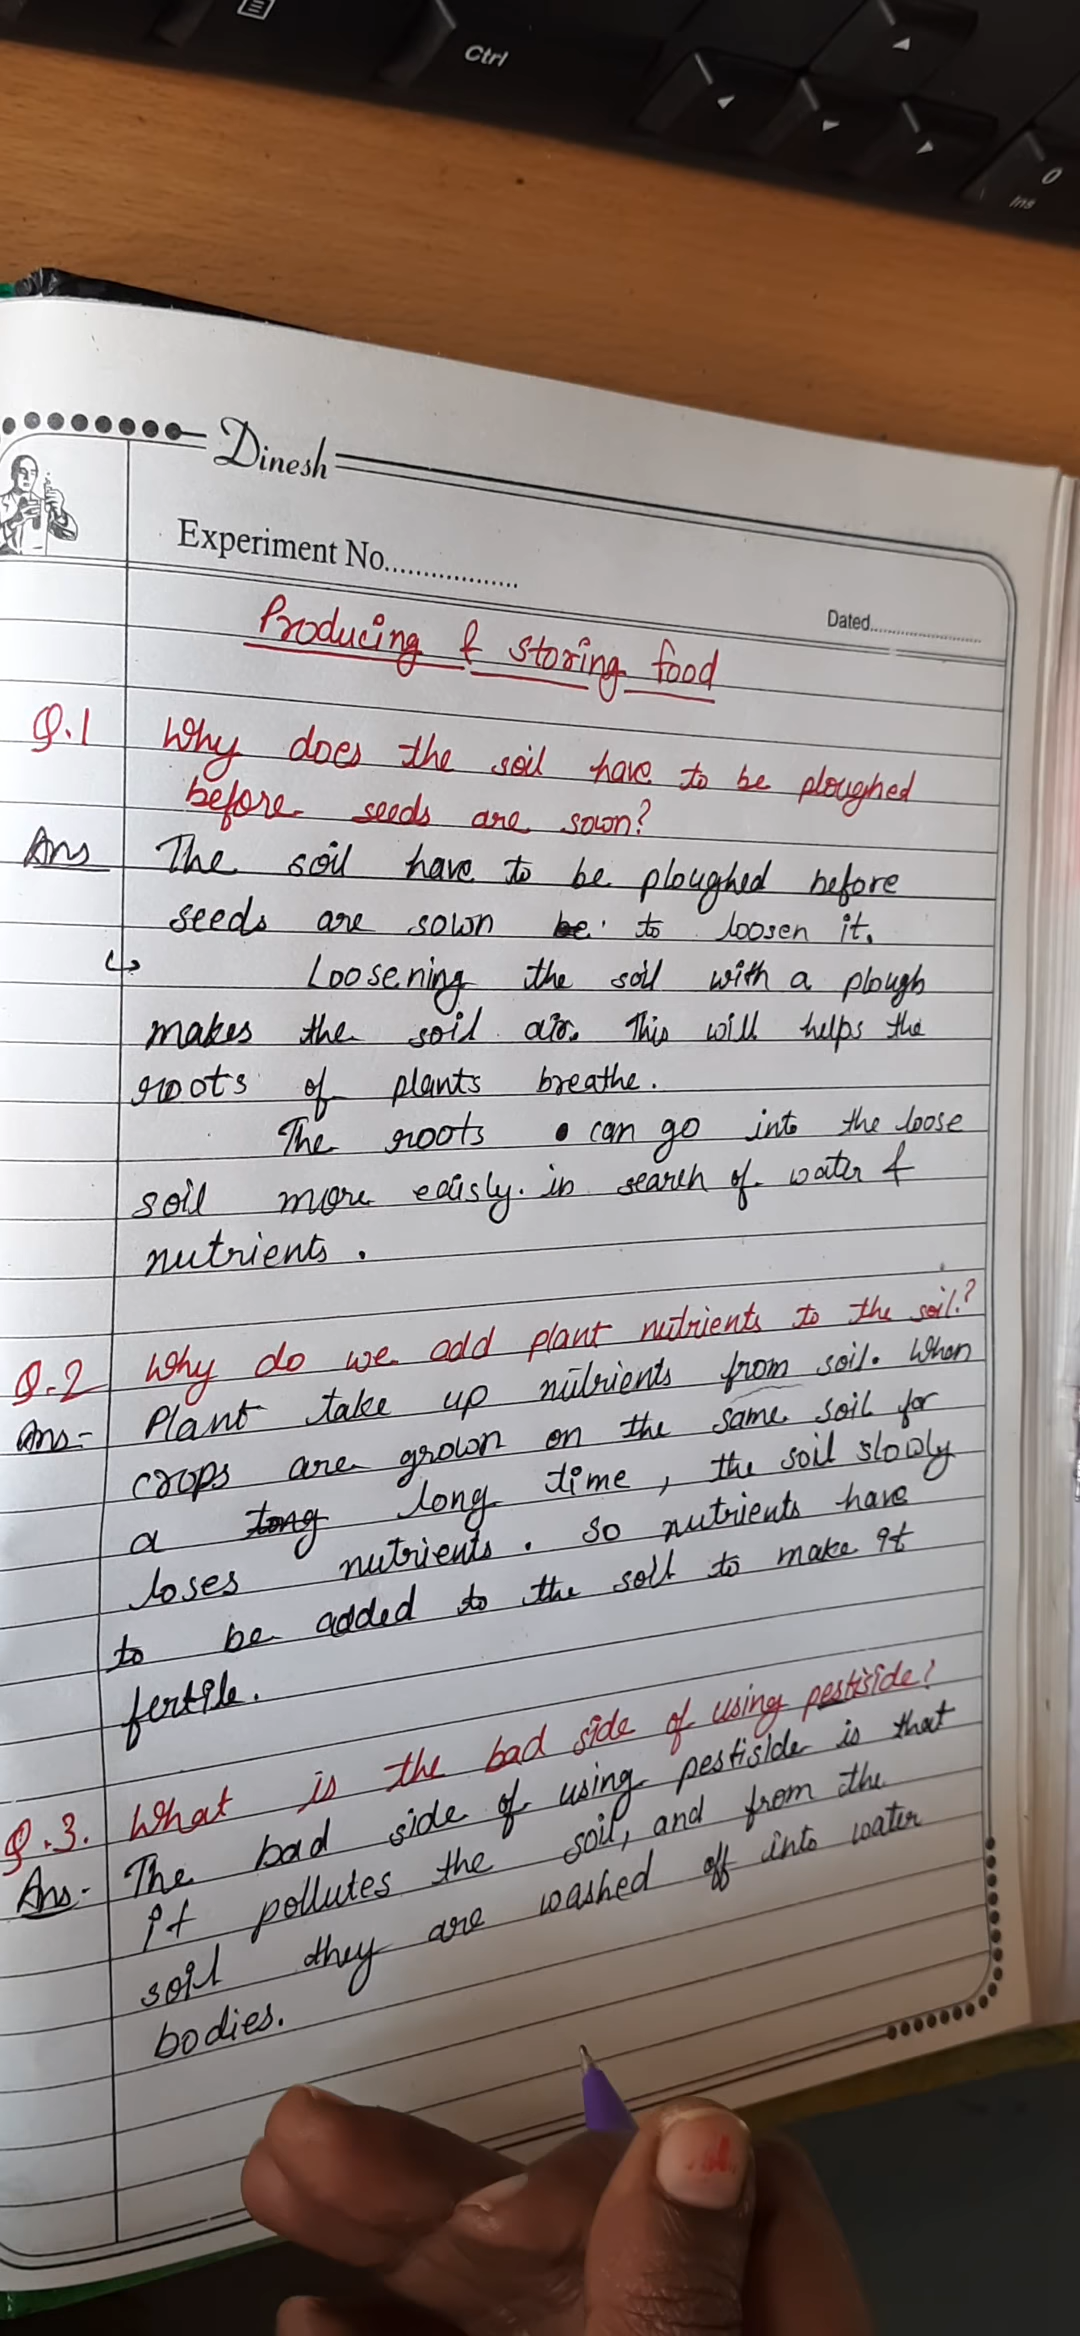 Ctrl
0
Ins
Dinesh
Experiment No...................
Dated..............................
Producing & storing food
Q.1 Why does the soil have to be ploughed
before seeds are sown?
Ans The soil have to be ploughed before
seeds are sown be to loosen it.
↳ Loosening the soil with a plough
makes the soil air. This will helps the
roots of plants breathe.
The roots can go into the loose
soil more eaisly. in search of water &
nutrients.
Q.2 Why do we add plant nutrients to the soil?
Ans- Plant take up nutrients from soil. When
crops are grown on the same soil for
a tong long time, the soil slowly
loses nutrients. So nutrients have
to be added to the soil to make it
fertile.
Q.3. What is the bad side of using pestiside?
Ans- The bad side of using pestiside is that
it pollutes the soil, and from the
soil they are washed off into water
bodies.